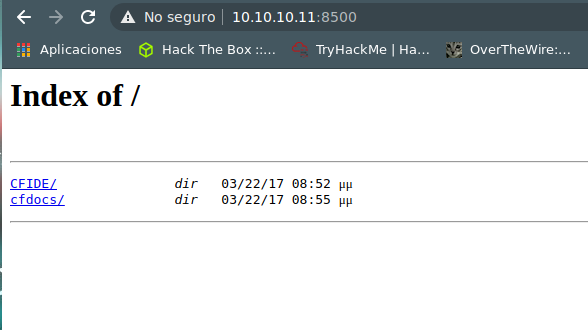 No seguro 10.10.10.11:8500
Aplicaciones Hack The Box ::... TryHackMe | Ha... OverTheWire:...
Index of /
CFIDE/ dir 03/22/17 08:52 μμ
cfdocs/ dir 03/22/17 08:55 μμ